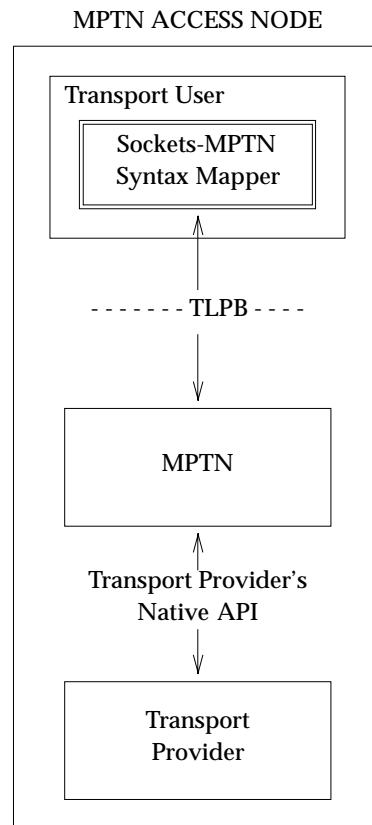 MPTN ACCESS NODE
Transport User
Sockets-MPTN
Syntax Mapper
- - - - - - - TLPB - - - -
MPTN
Transport Provider's
Native API
Transport
Provider